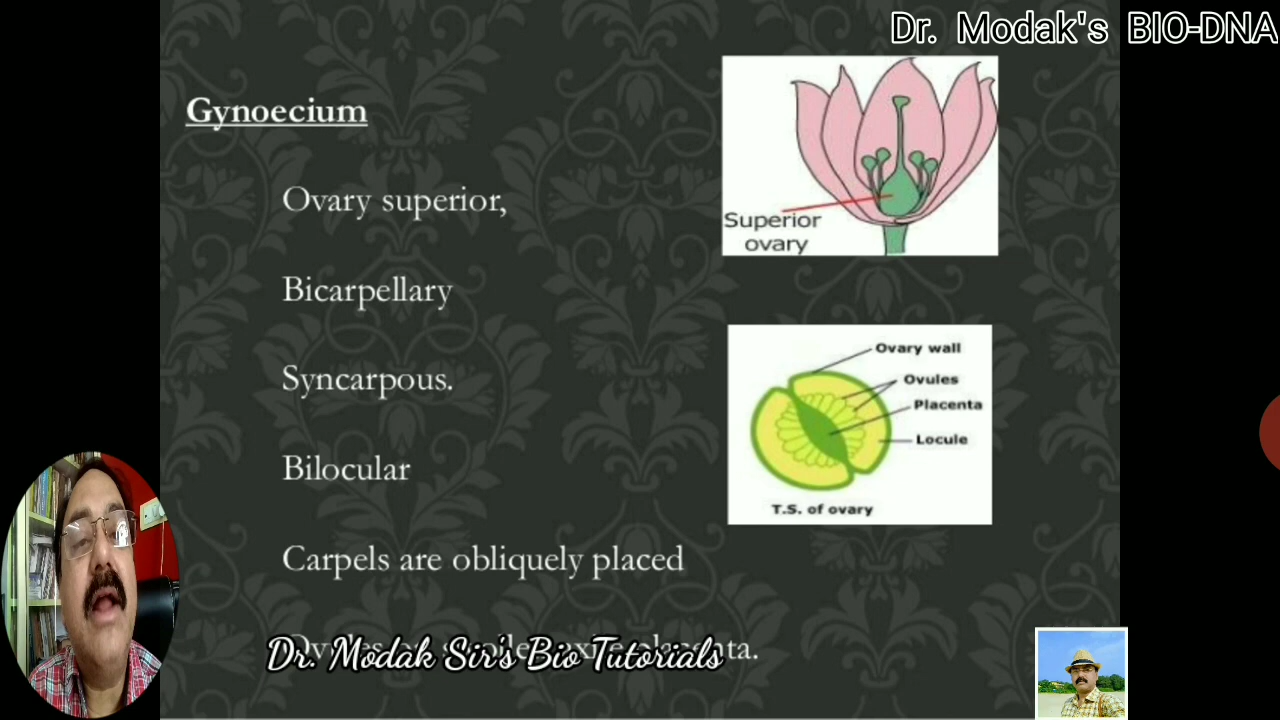 Dr. Modak's BIO-DNA
Gynoecium
Ovary superior,
Bicarpellary
Syncarpous.
Bilocular
Carpels are obliquely placed
Dr. Modak Sir's Bio Tutorials
Superior
ovary
Ovary wall
Ovules
Placenta
Locule
T.S. of ovary